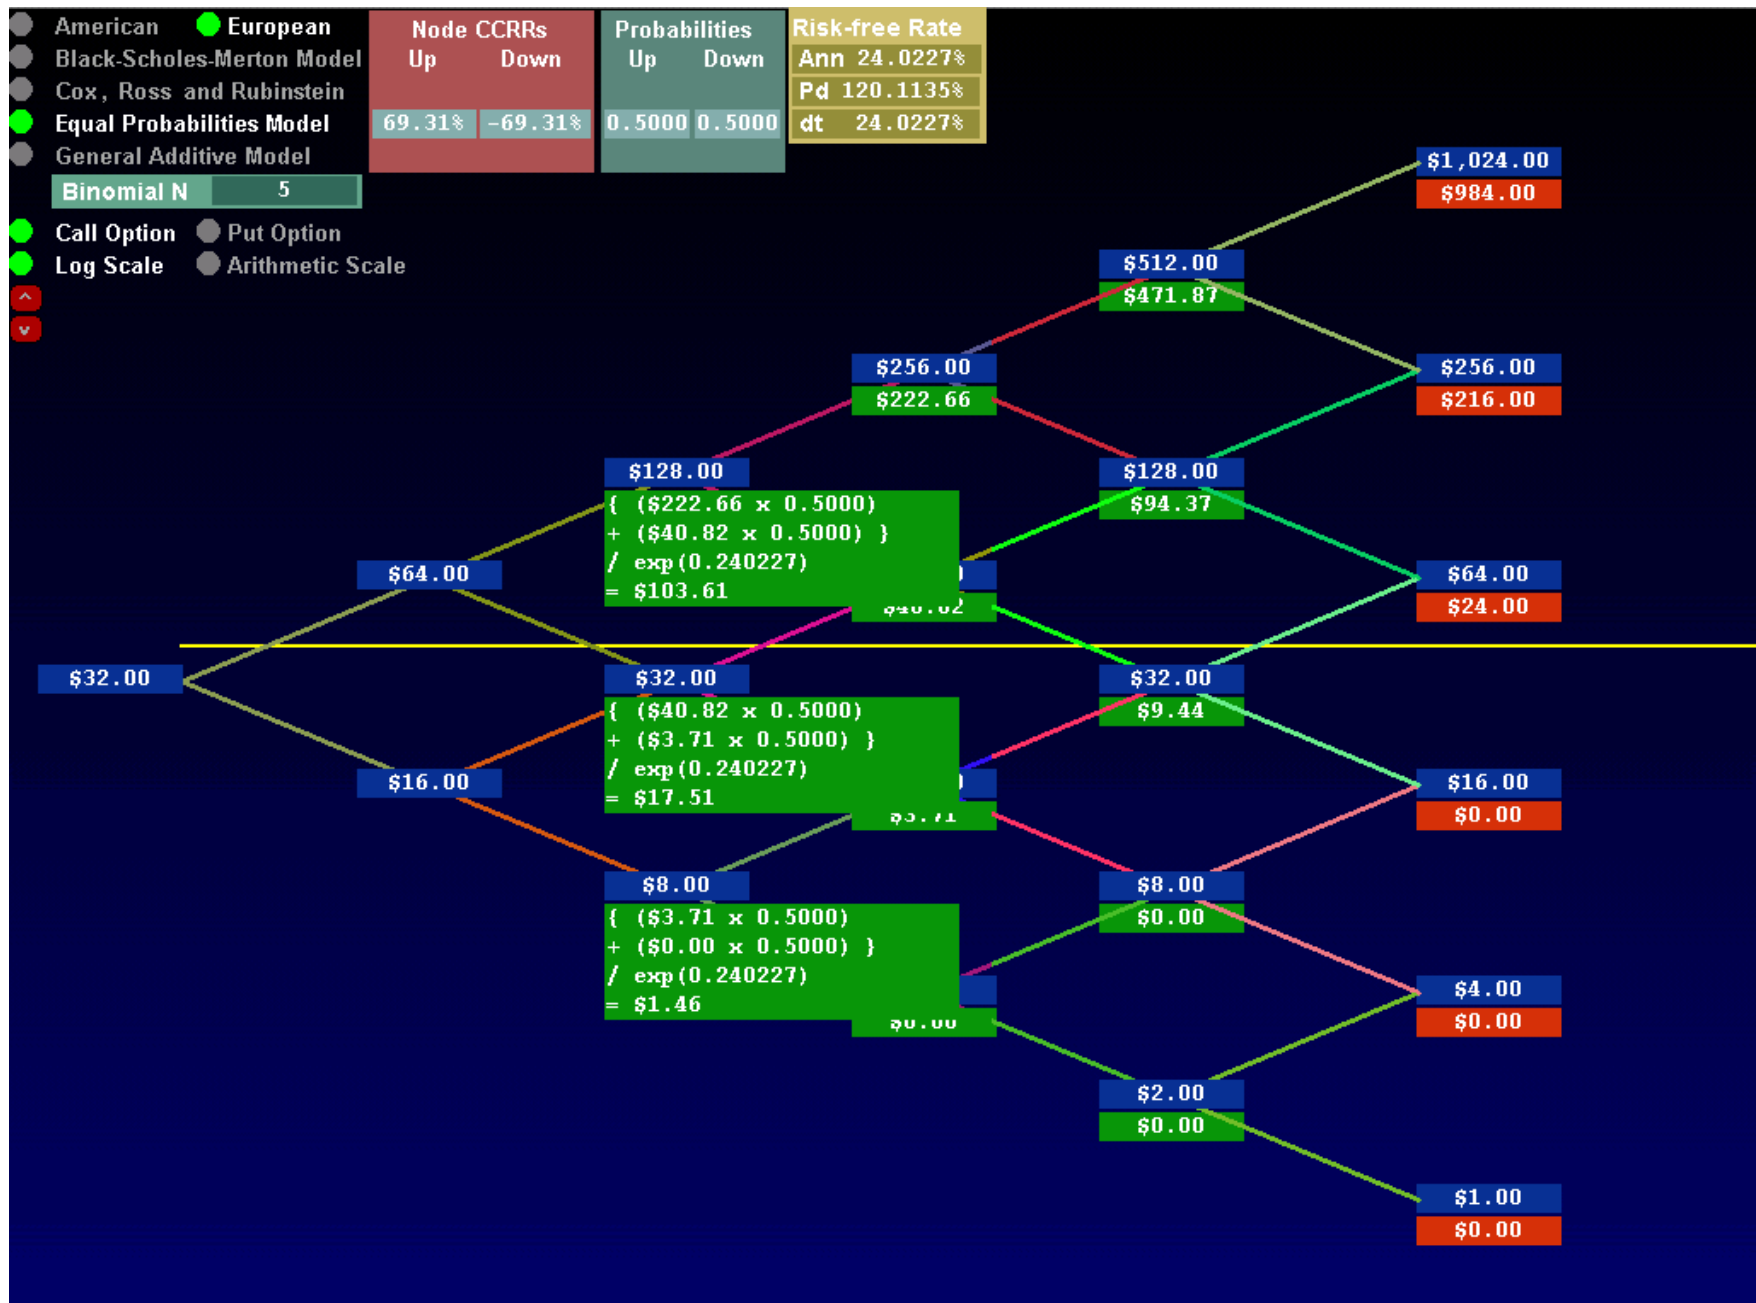 American European
Black-Scholes-Merton Model
Cox, Ross and Rubinstein
Equal Probabilities Model
General Additive Model
Binomial N 5
Call Option Put Option
Log Scale Arithmetic Scale
^
v
Node CCRRs
Up Down
69.31% -69.31%
Probabilities
Up Down
0.5000 0.5000
Risk-free Rate
Ann 24.0227%
Pd 120.1135%
dt 24.0227%
$32.00
$64.00
$16.00
$128.00
{ ($222.66 x 0.5000)
+ ($40.82 x 0.5000) }
/ exp(0.240227)
= $103.61
$32.00
{ ($40.82 x 0.5000)
+ ($3.71 x 0.5000) }
/ exp(0.240227)
= $17.51
$8.00
{ ($3.71 x 0.5000)
+ ($0.00 x 0.5000) }
/ exp(0.240227)
= $1.46
$256.00
$222.66
$40.82
$3.71
$0.00
$512.00
$471.87
$128.00
$94.37
$32.00
$9.44
$8.00
$0.00
$2.00
$0.00
$1,024.00
$984.00
$256.00
$216.00
$64.00
$24.00
$16.00
$0.00
$4.00
$0.00
$1.00
$0.00